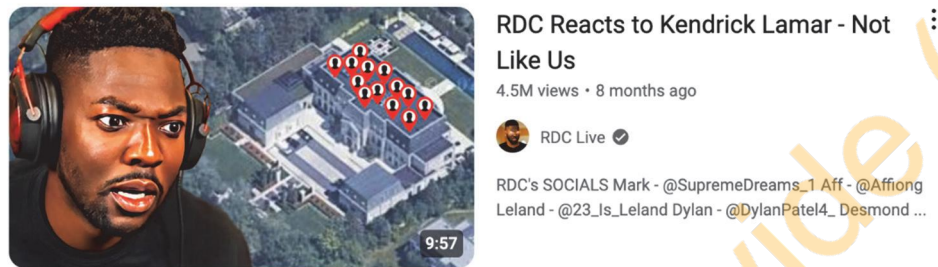 RDC Reacts to Kendrick Lamar - Not
Like Us
4.5M views • 8 months ago
RDC Live
RDC's SOCIALS Mark - @SupremeDreams_1 Aff - @Affiong
Leland - @23_Is_Leland Dylan - @DylanPatel4_ Desmond ...
9:57
vide